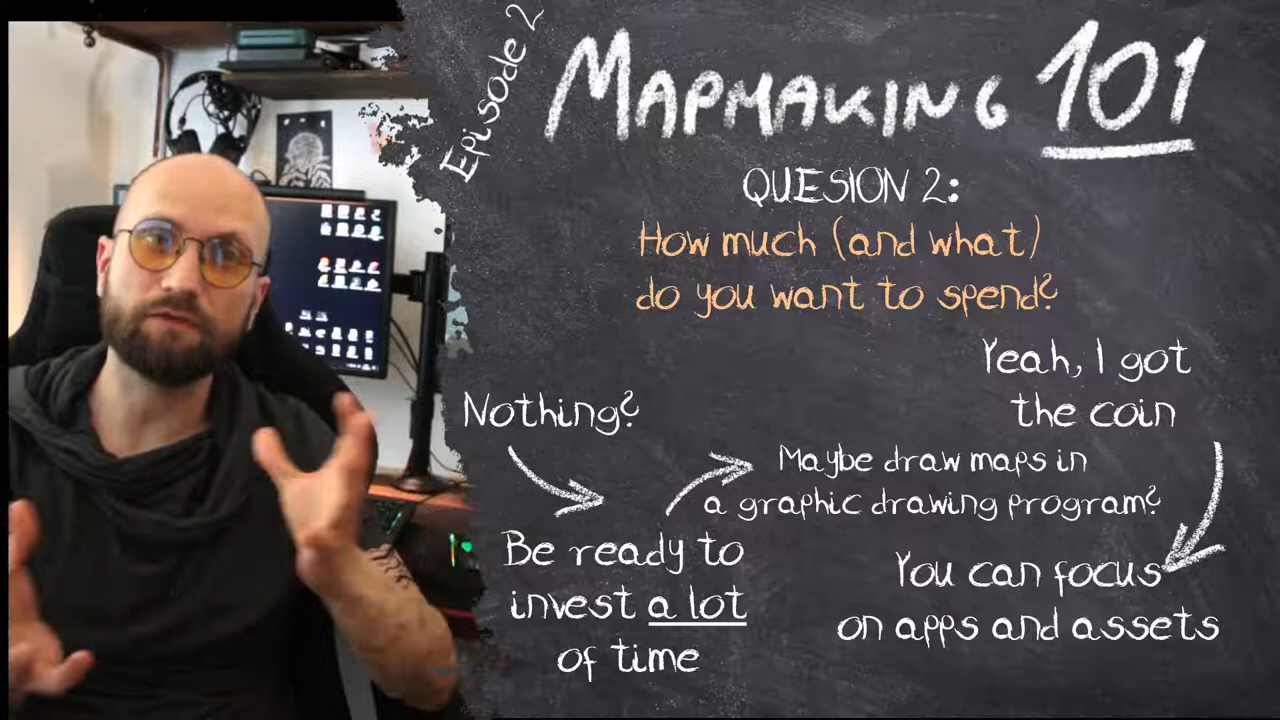 Episode 2
MAPMAKING 101
QUESION 2:
How much (and what)
do you want to spend?
Yeah, I got
the coin
Nothing?
Maybe draw maps in
a graphic drawing program?
Be ready to
invest a lot
of time
You can focus
on apps and assets